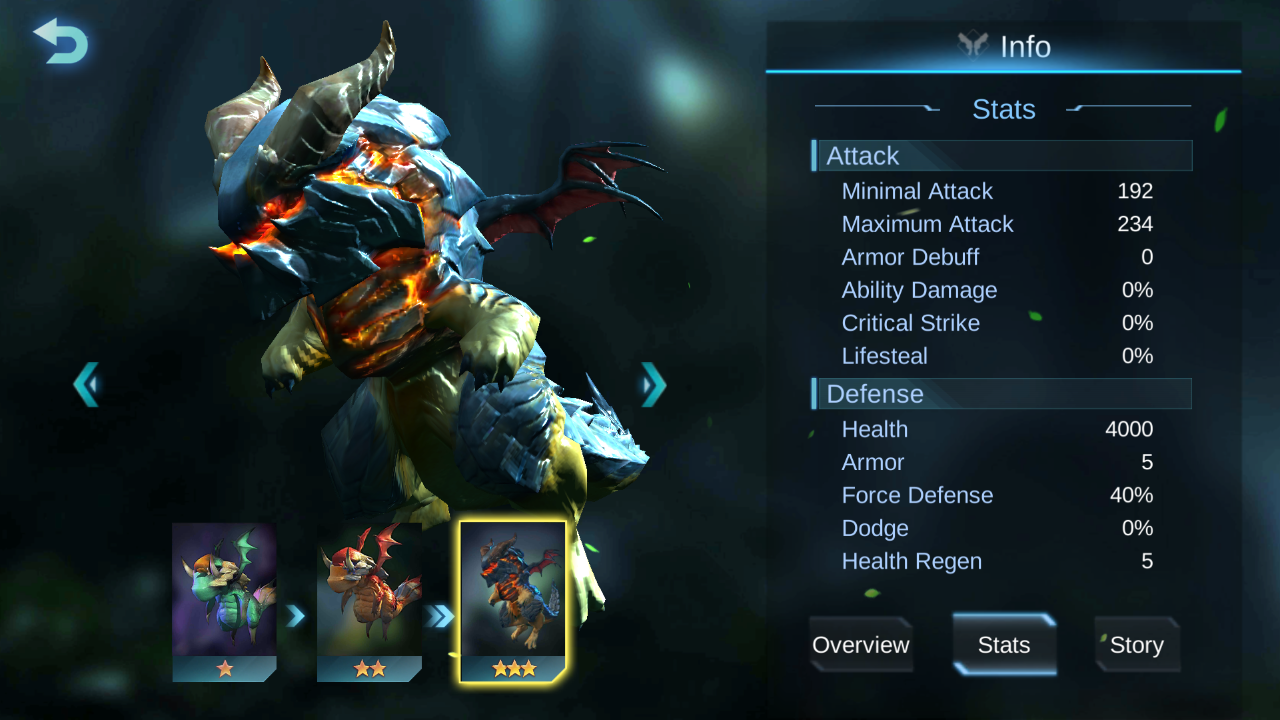 Info
Stats
Attack
Minimal Attack 192
Maximum Attack 234
Armor Debuff 0
Ability Damage 0%
Critical Strike 0%
Lifesteal 0%
Defense
Health 4000
Armor 5
Force Defense 40%
Dodge 0%
Health Regen 5
Overview Stats Story